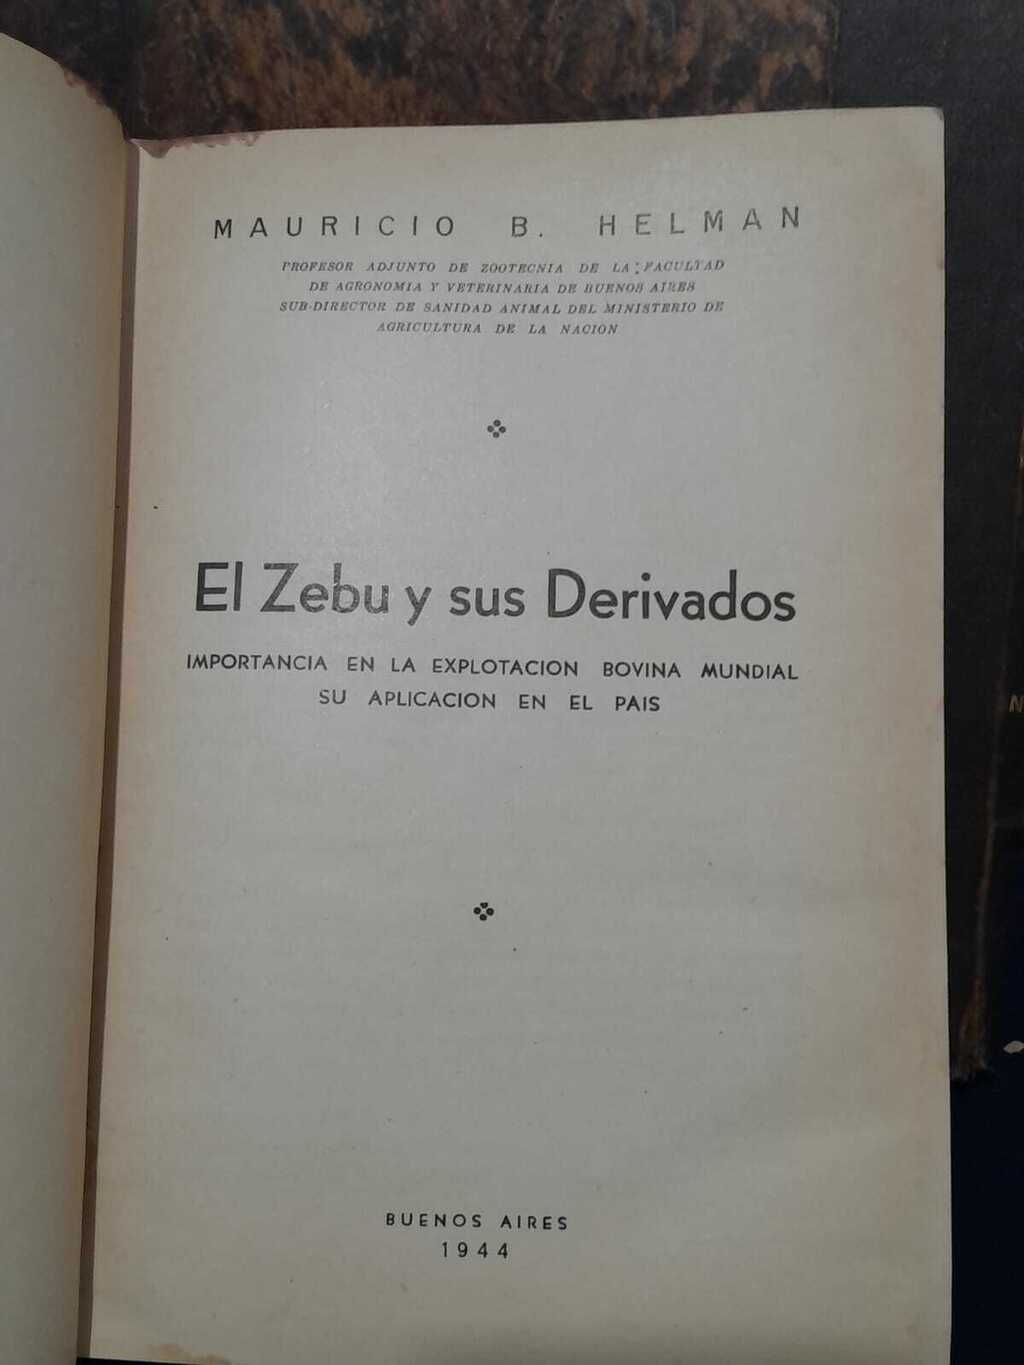 MAURICIO B. HELMAN
PROFESOR ADJUNTO DE ZOOTECNIA DE LA FACULTAD
DE AGRONOMIA Y VETERINARIA DE BUENOS AIRES
SUB-DIRECTOR DE SANIDAD ANIMAL DEL MINISTERIO DE
AGRICULTURA DE LA NACION
El Zebu y sus Derivados
IMPORTANCIA EN LA EXPLOTACION BOVINA MUNDIAL
SU APLICACION EN EL PAIS
BUENOS AIRES
1944